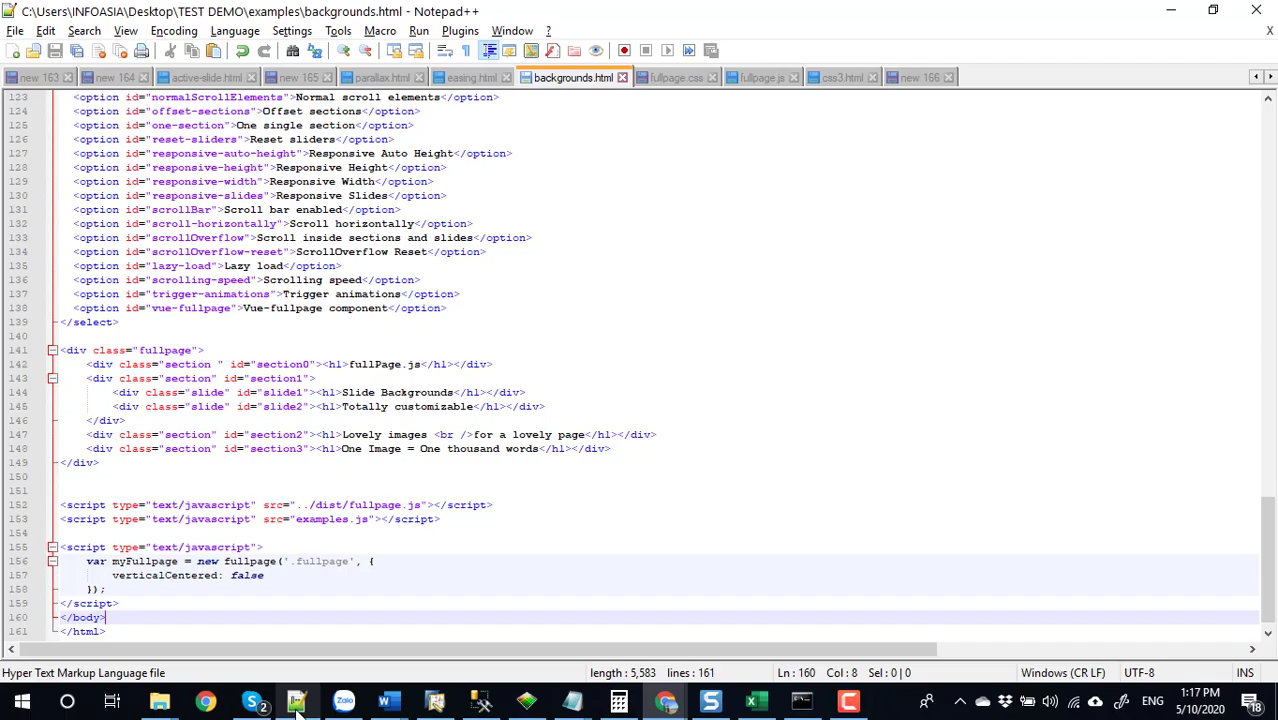 C:\Users\INFOASIA\Desktop\TEST DEMO\examples\backgrounds.html - Notepad++
File Edit Search View Encoding Language Settings Tools Macro Run Plugins Window ? X
new 163 new 164 active-slide.html new 165 parallax.html easing.html backgrounds.html fullpage.css fullpage.js css3.html new 166
123 <option id="normalScrollElements">Normal scroll elements</option>
124 <option id="offset-sections">Offset sections</option>
125 <option id="one-section">One single section</option>
126 <option id="reset-sliders">Reset sliders</option>
127 <option id="responsive-auto-height">Responsive Auto Height</option>
128 <option id="responsive-height">Responsive Height</option>
129 <option id="responsive-width">Responsive Width</option>
130 <option id="responsive-slides">Responsive Slides</option>
131 <option id="scrollBar">Scroll bar enabled</option>
132 <option id="scroll-horizontally">Scroll horizontally</option>
133 <option id="scrollOverflow">Scroll inside sections and slides</option>
134 <option id="scrollOverflow-reset">ScrollOverflow Reset</option>
135 <option id="lazy-load">Lazy load</option>
136 <option id="scrolling-speed">Scrolling speed</option>
137 <option id="trigger-animations">Trigger animations</option>
138 <option id="vue-fullpage">Vue-fullpage component</option>
139 </select>
140
141 <div class="fullpage">
142 <div class="section " id="section0"><h1>fullPage.js</h1></div>
143 <div class="section" id="section1">
144 <div class="slide" id="slide1"><h1>Slide Backgrounds</h1></div>
145 <div class="slide" id="slide2"><h1>Totally customizable</h1></div>
146 </div>
147 <div class="section" id="section2"><h1>Lovely images <br />for a lovely page</h1></div>
148 <div class="section" id="section3"><h1>One Image = One thousand words</h1></div>
149 </div>
150
151
152 <script type="text/javascript" src="../dist/fullpage.js"></script>
153 <script type="text/javascript" src="examples.js"></script>
154
155 <script type="text/javascript">
156 var myFullpage = new fullpage('.fullpage', {
157 verticalCentered: false
158 });
159 </script>
160 </body>
161 </html>
Hyper Text Markup Language file length : 5,583 lines : 161 Ln : 160 Col : 8 Sel : 0 | 0 Windows (CR LF) UTF-8 INS
2 Zalo ENG 1:17 PM
5/10/2020